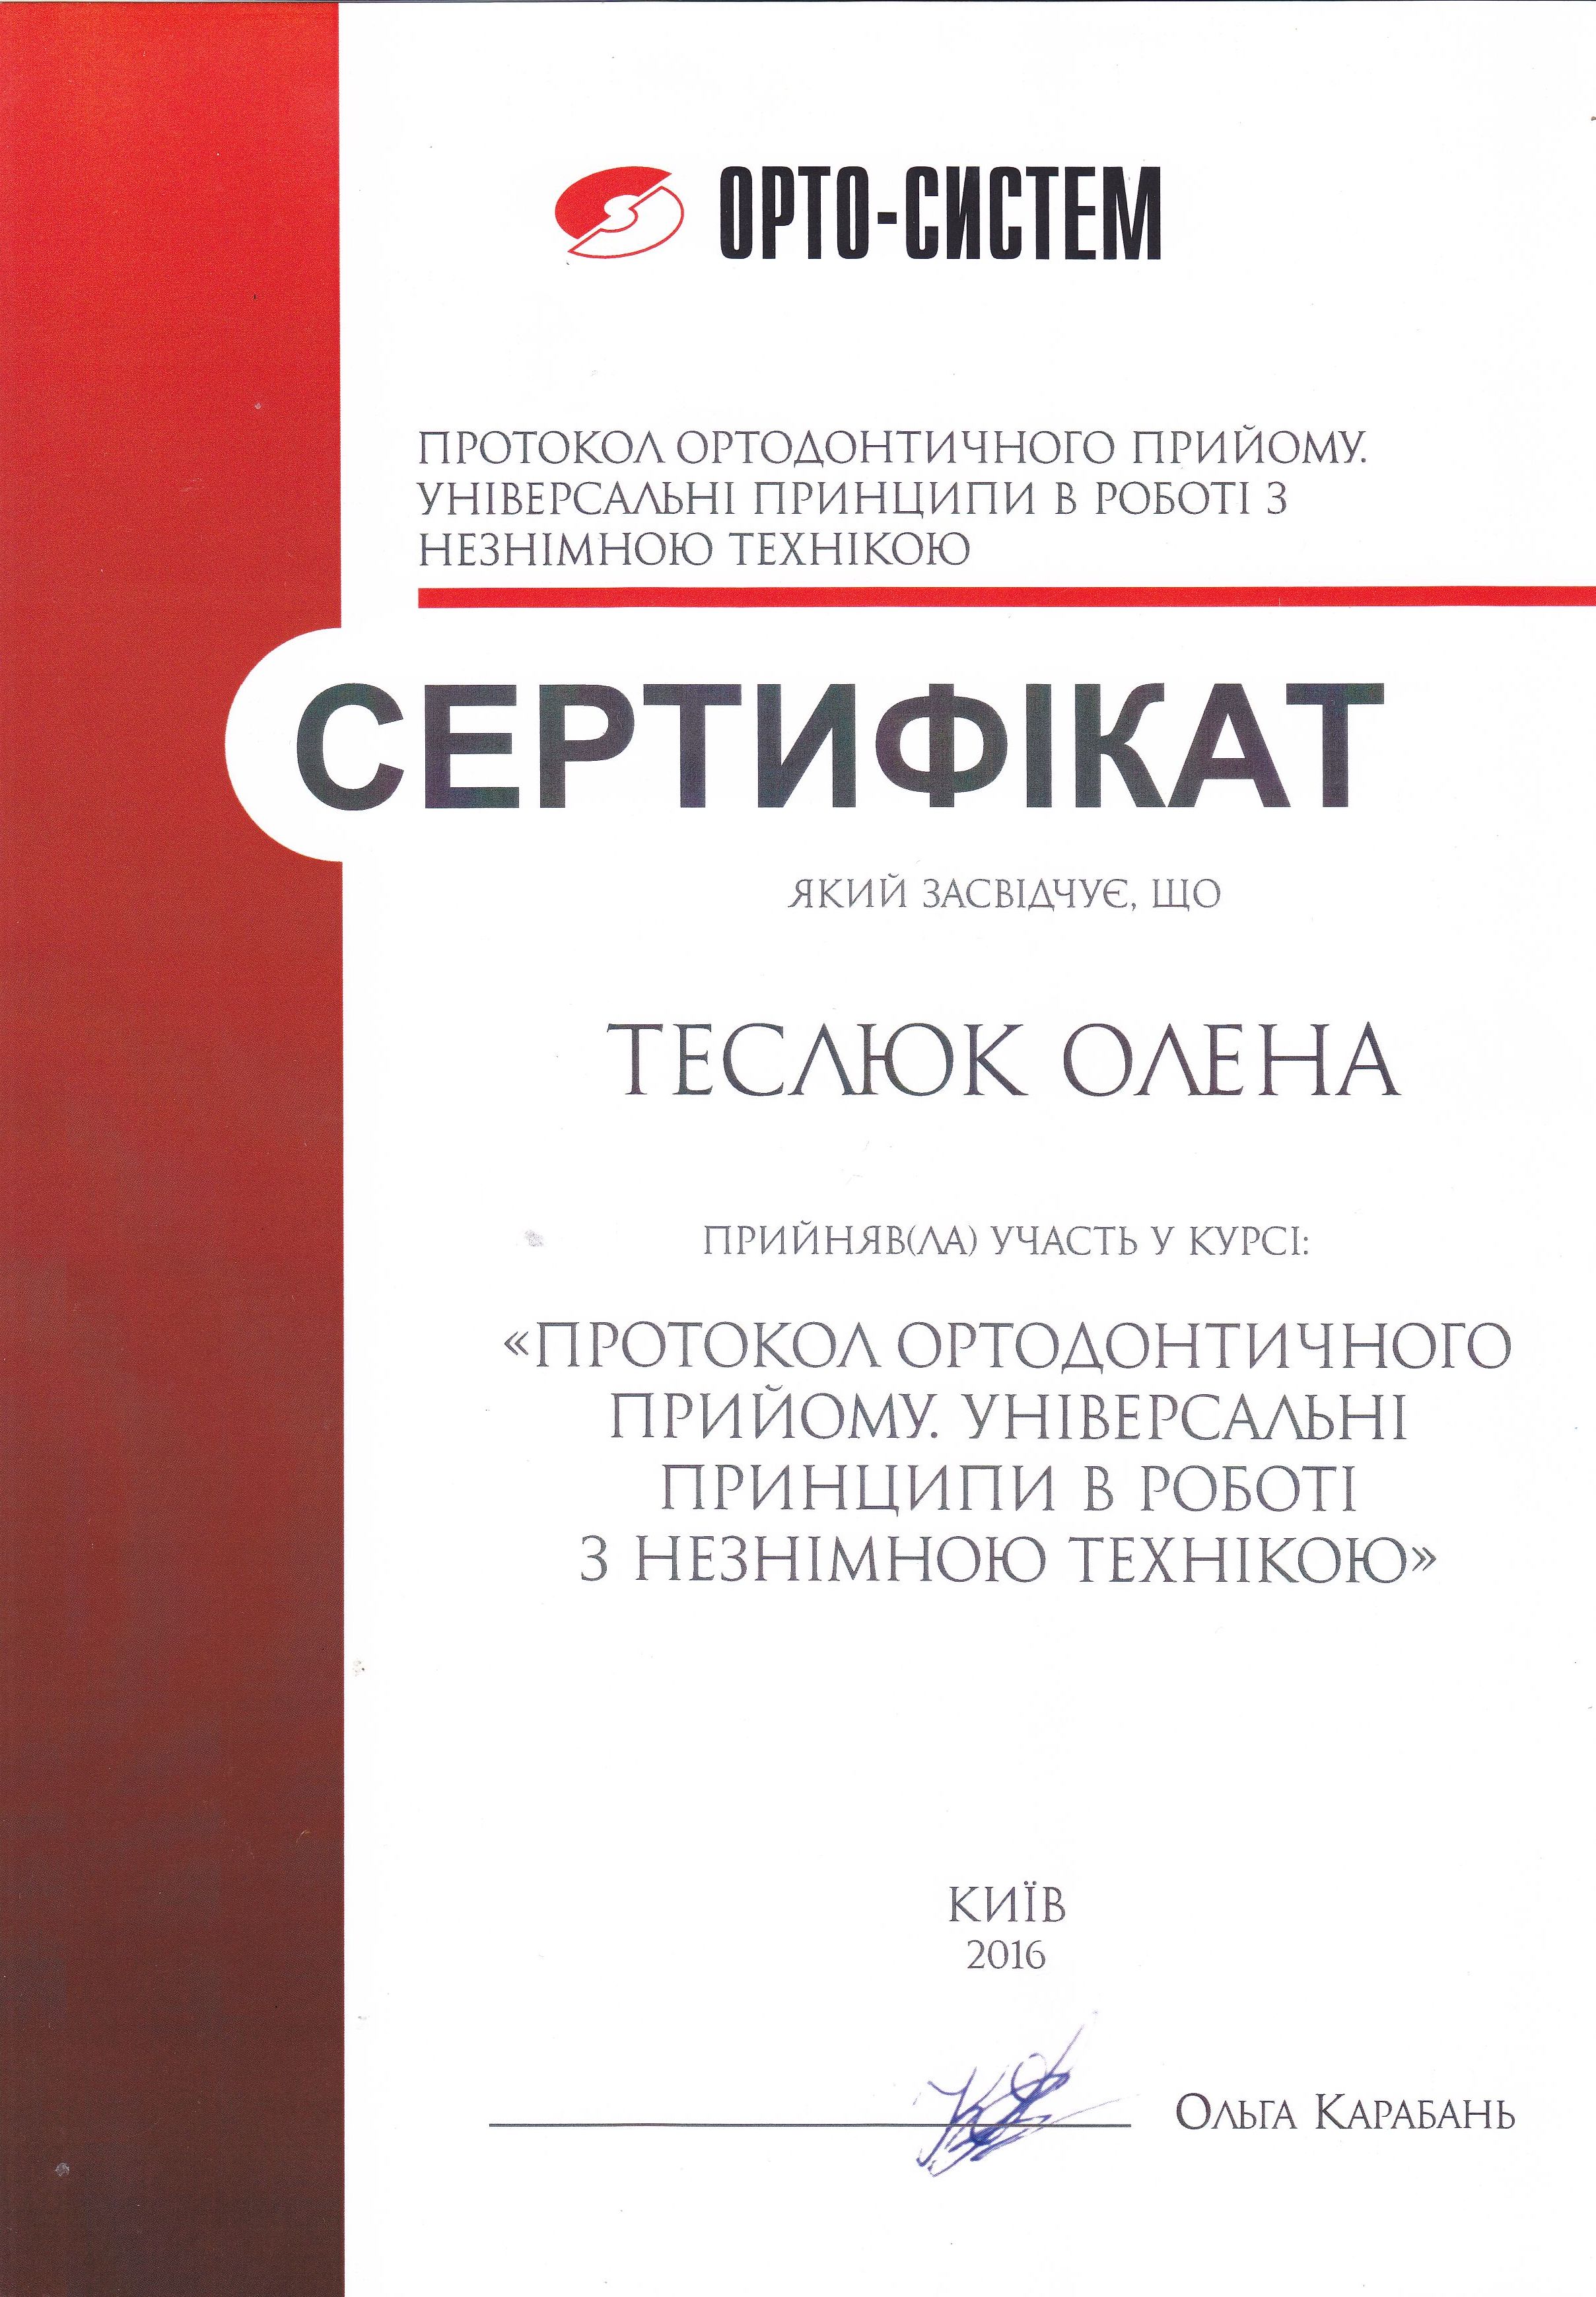 ОРТО-СИСТЕМ
ПРОТОКОЛ ОРТОДОНТИЧНОГО ПРИЙОМУ.
УНІВЕРСАЛЬНІ ПРИНЦИПИ В РОБОТІ З
НЕЗНІМНОЮ ТЕХНІКОЮ
СЕРТИФІКАТ
ЯКИЙ ЗАСВІДЧУЄ, ЩО
ТЕСЛЮК ОЛЕНА
ПРИЙНЯВ(ЛА) УЧАСТЬ У КУРСІ:
«ПРОТОКОЛ ОРТОДОНТИЧНОГО
ПРИЙОМУ. УНІВЕРСАЛЬНІ
ПРИНЦИПИ В РОБОТІ
З НЕЗНІМНОЮ ТЕХНІКОЮ»
КИЇВ
2016
Ольга Карабань